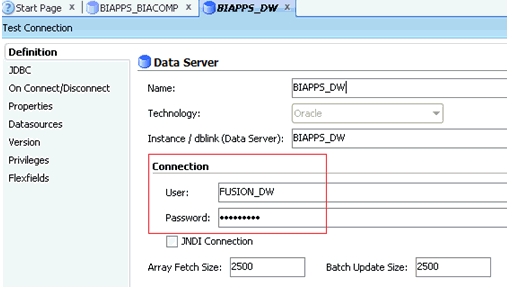 Start Page x BIAPPS_BIACOMP x BIAPPS_DW x
Test Connection
Definition
JDBC
On Connect/Disconnect
Properties
Datasources
Version
Privileges
Flexfields
Data Server
Name: BIAPPS_DW
Technology: Oracle
Instance / dblink (Data Server): BIAPPS_DW
Connection
User: FUSION_DW
Password: •••••••••
JNDI Connection
Array Fetch Size: 2500 Batch Update Size: 2500